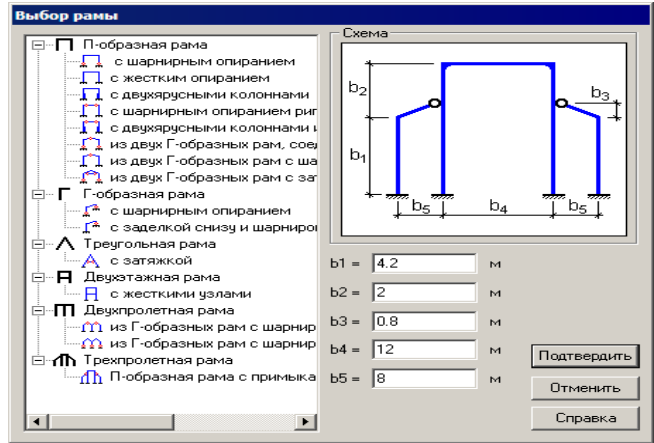 Выбор рамы
П-образная рама
с шарнирным опиранием
с жестким опиранием
с двухярусными колоннами
с шарнирным опиранием риг
с двухярусными колоннами и
из двух Г-образных рам, соед
из двух Г-образных рам с ша
из двух Г-образных рам с зат
Г-образная рама
с шарнирным опиранием
с заделкой снизу и шарниро
Треугольная рама
с затяжкой
Двухэтажная рама
с жесткими узлами
Двухпролетная рама
из Г-образных рам с шарнир
из Г-образных рам с шарнир
Трехпролетная рама
П-образная рама с примыка
Схема
b2
b3
b1
b5
b4
b5
b1 = 4.2 м
b2 = 2 м
b3 = 0.8 м
b4 = 12 м
b5 = 8 м
Подтвердить
Отменить
Справка